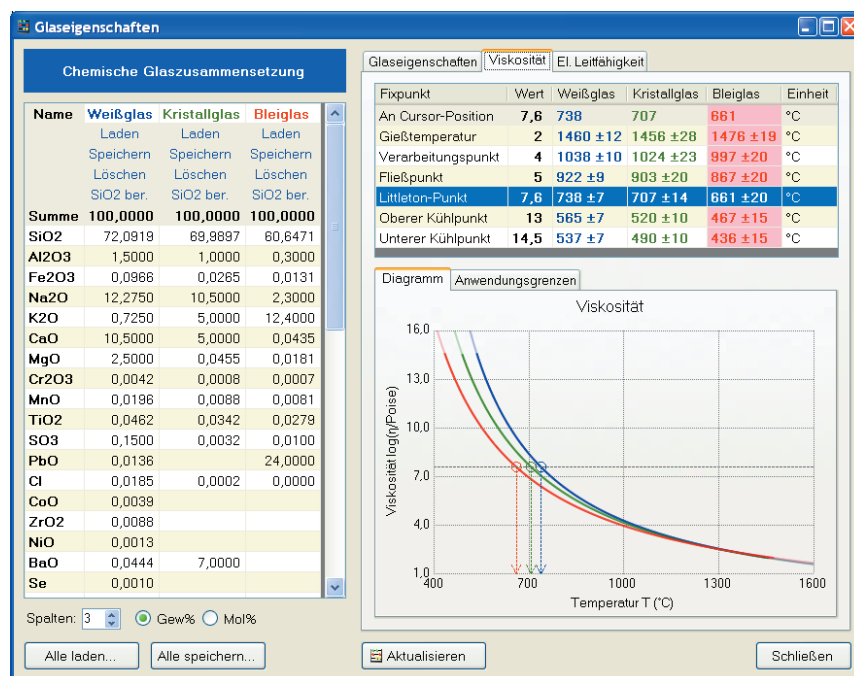 Glaseigenschaften
Chemische Glaszusammensetzung
Name Weißglas Kristallglas Bleiglas
Laden Laden Laden
Speichern Speichern Speichern
Löschen Löschen Löschen
SiO2 ber. SiO2 ber. SiO2 ber.
Summe 100,0000 100,0000 100,0000
SiO2 72,0919 69,9897 60,6471
Al2O3 1,5000 1,0000 0,3000
Fe2O3 0,0966 0,0265 0,0131
Na2O 12,2750 10,5000 2,3000
K2O 0,7250 5,0000 12,4000
CaO 10,5000 5,0000 0,0435
MgO 2,5000 0,0455 0,0181
Cr2O3 0,0042 0,0008 0,0007
MnO 0,0196 0,0088 0,0081
TiO2 0,0462 0,0342 0,0279
SO3 0,1500 0,0032 0,0100
PbO 0,0136 24,0000
Cl 0,0185 0,0002 0,0000
CoO 0,0039
ZrO2 0,0088
NiO 0,0013
BaO 0,0444 7,0000
Se 0,0010
Spalten: 3 Gew% Mol%
Alle laden... Alle speichern...
Glaseigenschaften Viskosität El. Leitfähigkeit
Fixpunkt Wert Weißglas Kristallglas Bleiglas Einheit
An Cursor-Position 7,6 738 707 661 °C
Gießtemperatur 2 1460 ±12 1456 ±28 1476 ±19 °C
Verarbeitungspunkt 4 1038 ±10 1024 ±23 997 ±20 °C
Fließpunkt 5 922 ±9 903 ±20 867 ±20 °C
Littleton-Punkt 7,6 738 ±7 707 ±14 661 ±20 °C
Oberer Kühlpunkt 13 565 ±7 520 ±10 467 ±15 °C
Unterer Kühlpunkt 14,5 537 ±7 490 ±10 436 ±15 °C
Diagramm Anwendungsgrenzen
Viskosität
Viskosität log(η/Poise)
16,0
13,0
10,0
7,0
4,0
1,0
400 700 1000 1300 1600
Temperatur T (°C)
Aktualisieren Schließen